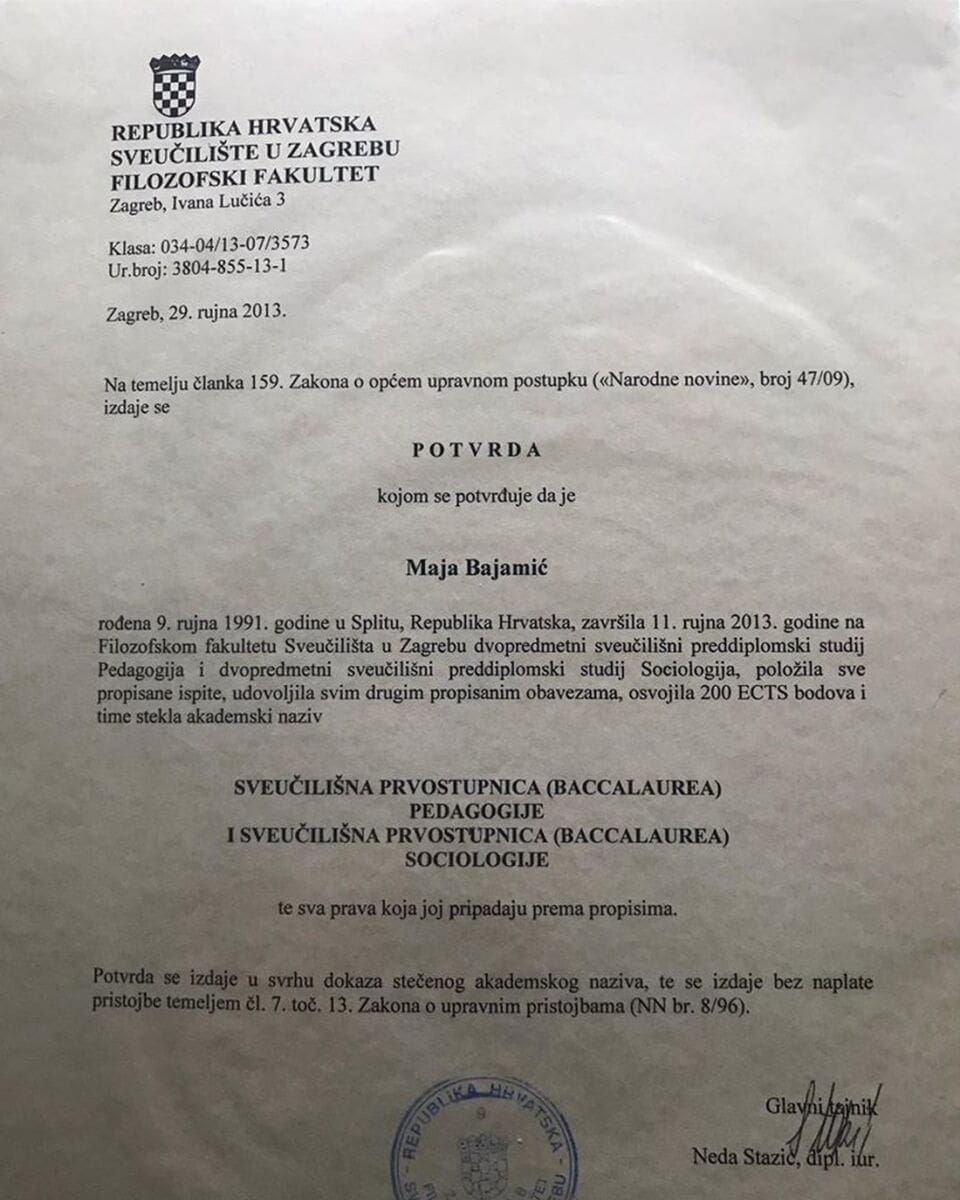 REPUBLIKA HRVATSKA
SVEUČILIŠTE U ZAGREBU
FILOZOFSKI FAKULTET
Zagreb, Ivana Lučića 3
Klasa: 034-04/13-07/3573
Ur.broj: 3804-855-13-1
Zagreb, 29. rujna 2013.
Na temelju članka 159. Zakona o općem upravnom postupku («Narodne novine», broj 47/09),
izdaje se
P O T V R D A
kojom se potvrđuje da je
Maja Bajamić
rođena 9. rujna 1991. godine u Splitu, Republika Hrvatska, završila 11. rujna 2013. godine na
Filozofskom fakultetu Sveučilišta u Zagrebu dvopredmetni sveučilišni preddiplomski studij
Pedagogija i dvopredmetni sveučilišni preddiplomski studij Sociologija, položila sve
propisane ispite, udovoljila svim drugim propisanim obavezama, osvojila 200 ECTS bodova i
time stekla akademski naziv
SVEUČILIŠNA PRVOSTUPNICA (BACCALAUREA)
PEDAGOGIJE
I SVEUČILIŠNA PRVOSTUPNICA (BACCALAUREA)
SOCIOLOGIJE
te sva prava koja joj pripadaju prema propisima.
Potvrda se izdaje u svrhu dokaza stečenog akademskog naziva, te se izdaje bez naplate
pristojbe temeljem čl. 7. toč. 13. Zakona o upravnim pristojbama (NN br. 8/96).
REPUBLIKA HRVATSKA
9
Glavni tajnik
Neda Stazić, dipl. iur.